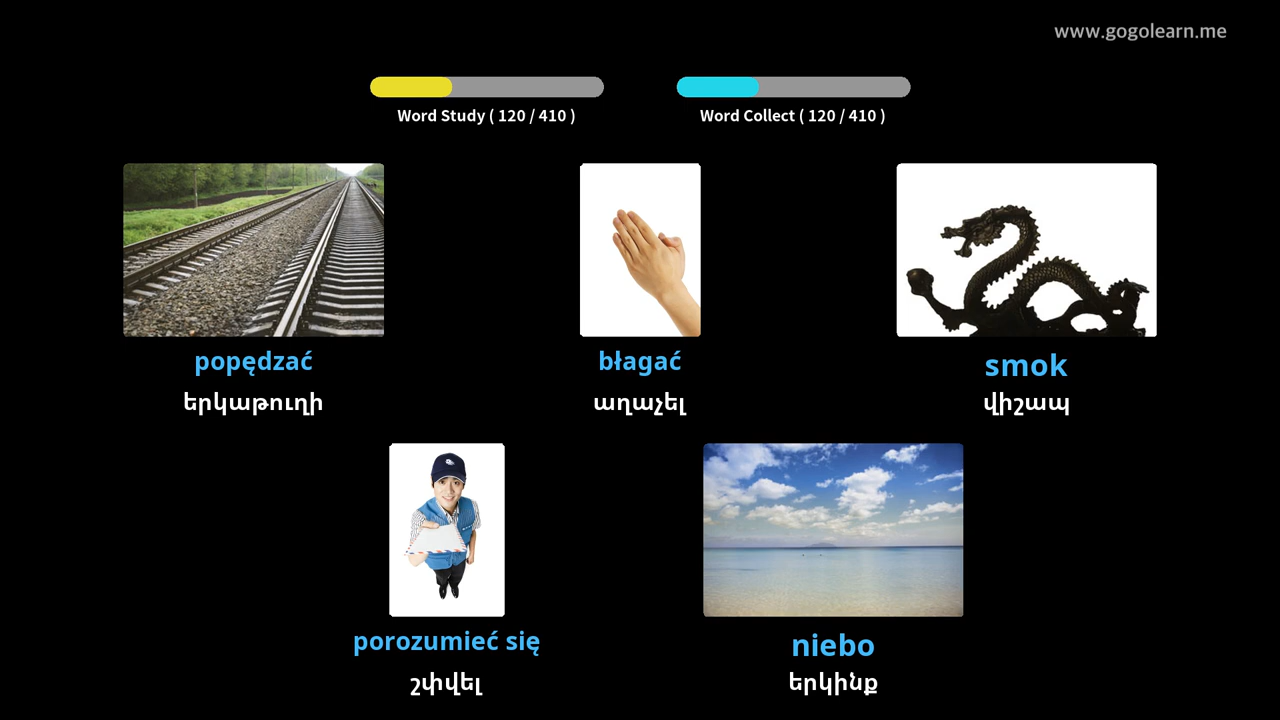 www.gogolearn.me
Word Study ( 120 / 410 )
Word Collect ( 120 / 410 )
popędzać
błagać
smok
երկաթուղի
աղաչել
վիշապ
porozumieć się
niebo
շփվել
երկինք